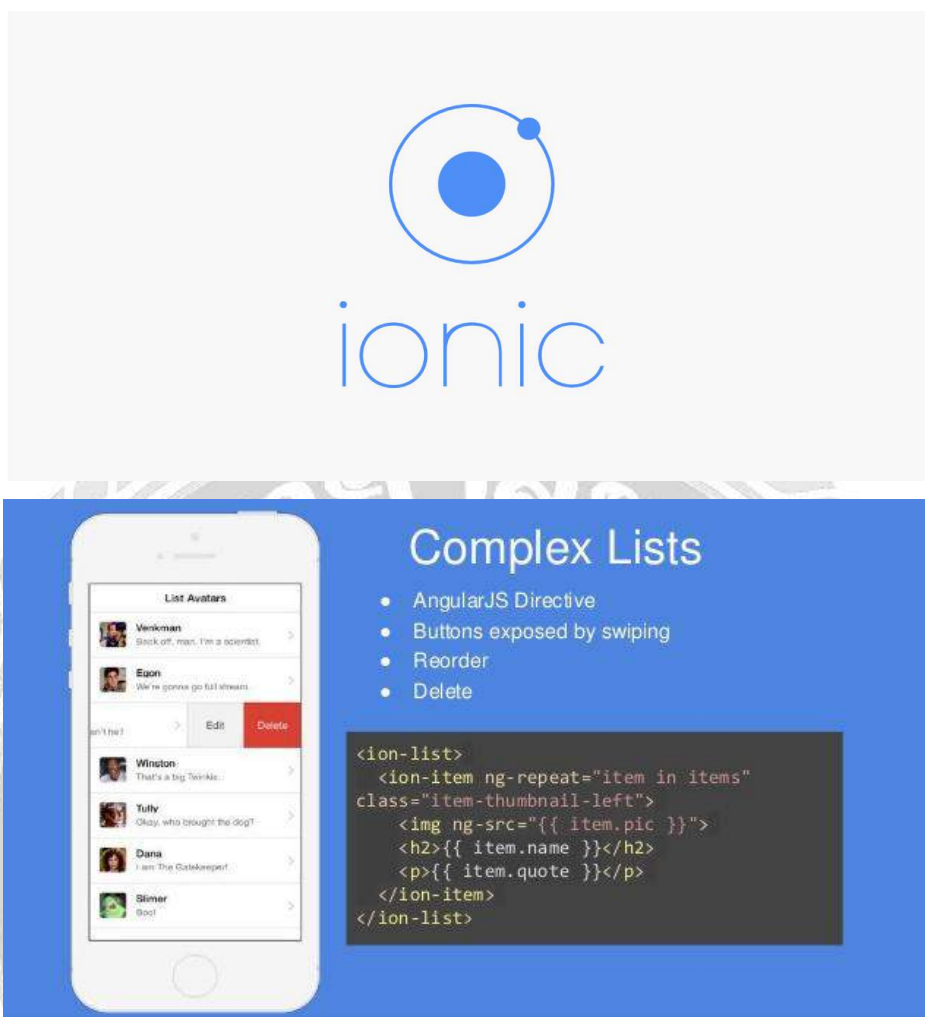 ionic
Complex Lists
List Avatars
Venkman
Back off, man. I'm a scientist.
Egon
We're gonna go full stream.
Edit
Delete
Winston
That's a big Twinkie.
Tully
Okay, who brought the dog?
Dana
I am The Gatekeeper!
Slimer
Boo!
● AngularJS Directive
● Buttons exposed by swiping
● Reorder
● Delete
<ion-list>
<ion-item ng-repeat="item in items"
class="item-thumbnail-left">
<img ng-src="{{ item.pic }}">
<h2>{{ item.name }}</h2>
<p>{{ item.quote }}</p>
</ion-item>
</ion-list>